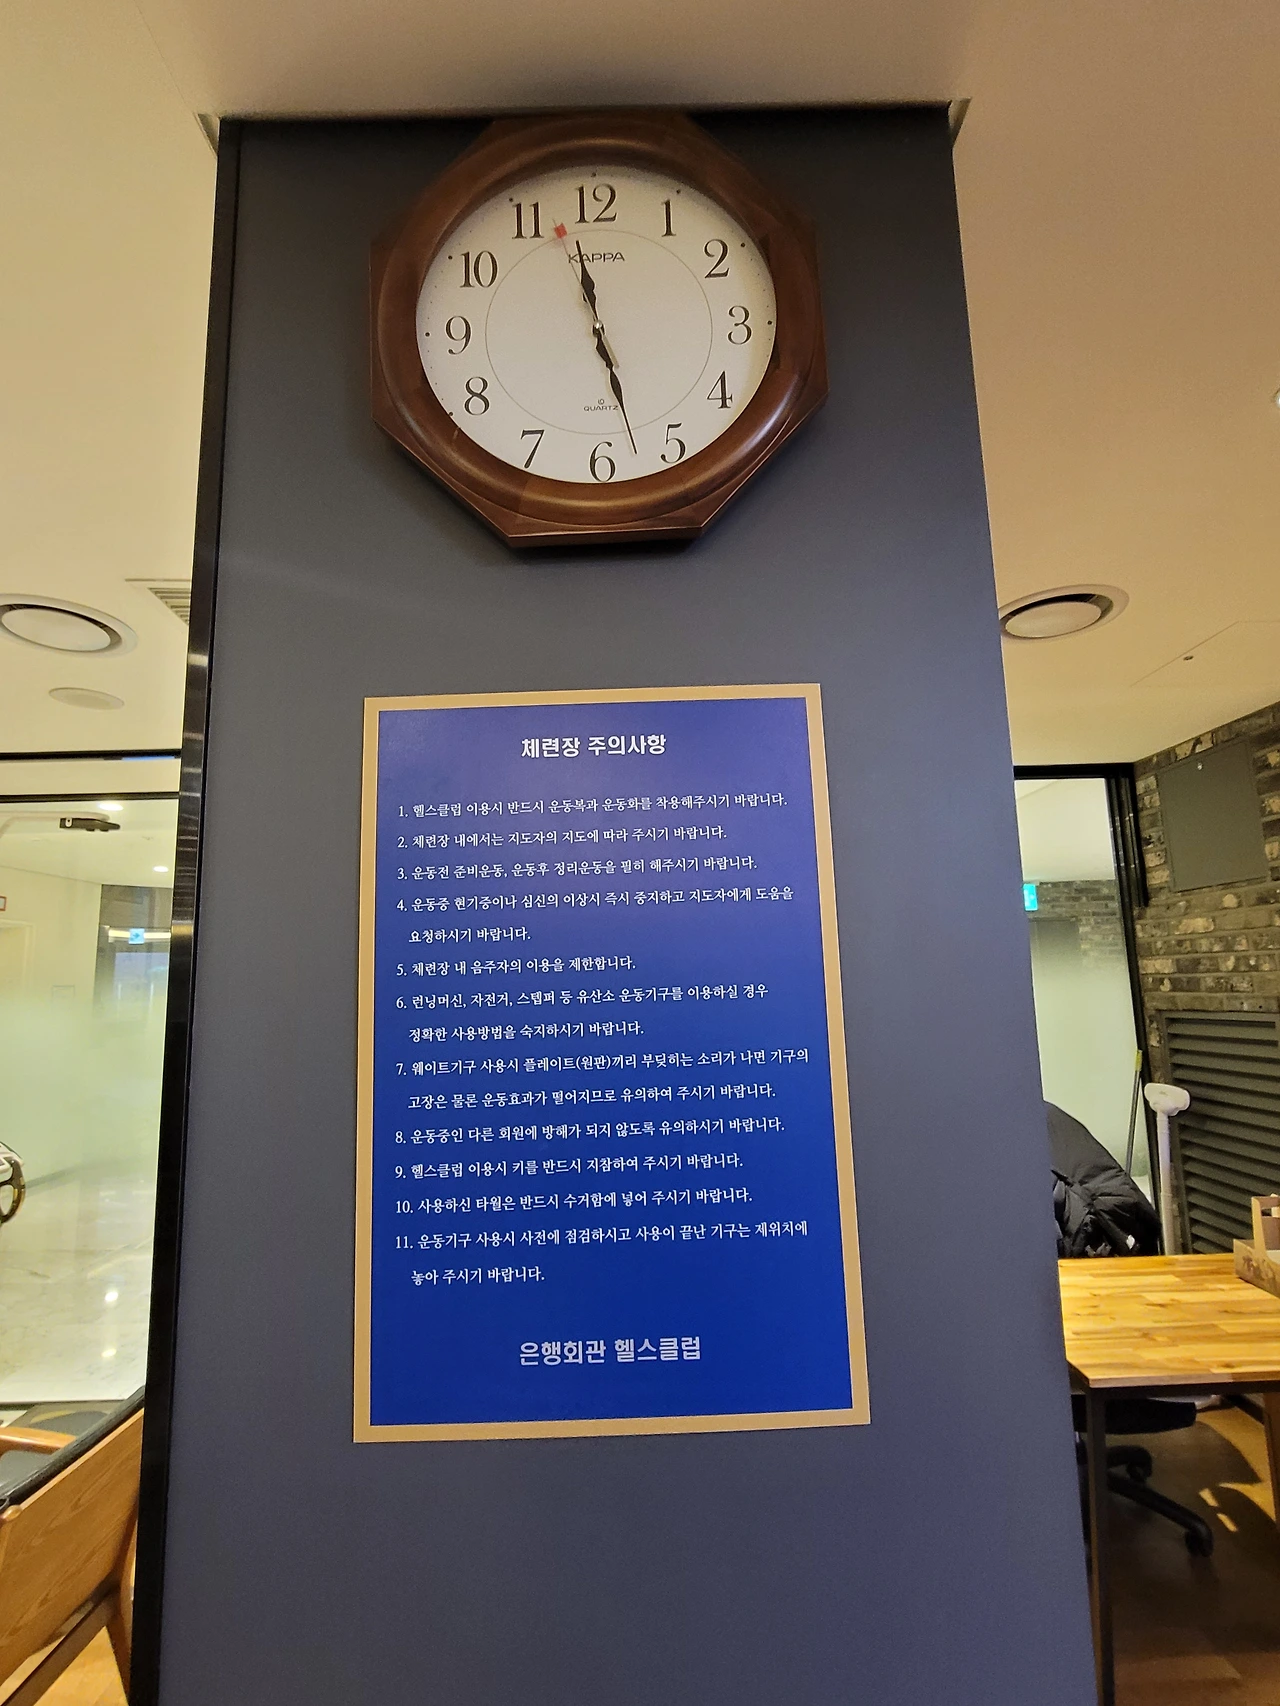 12
11
1
10
2
KAPPA
9
3
8
4
QUARTZ
7
5
6
체련장 주의사항
1. 헬스클럽 이용시 반드시 운동복과 운동화를 착용해주시기 바랍니다.
2. 체련장 내에서는 지도자의 지도에 따라 주시기 바랍니다.
3. 운동전 준비운동, 운동후 정리운동을 필히 해주시기 바랍니다.
4. 운동중 현기증이나 심신의 이상시 즉시 중지하고 지도자에게 도움을
요청하시기 바랍니다.
5. 체련장 내 음주자의 이용을 제한합니다.
6. 런닝머신, 자전거, 스텝퍼 등 유산소 운동기구를 이용하실 경우
정확한 사용방법을 숙지하시기 바랍니다.
7. 웨이트기구 사용시 플레이트(원판)끼리 부딪히는 소리가 나면 기구의
고장은 물론 운동효과가 떨어지므로 유의하여 주시기 바랍니다.
8. 운동중인 다른 회원에 방해가 되지 않도록 유의하시기 바랍니다.
9. 헬스클럽 이용시 키를 반드시 지참하여 주시기 바랍니다.
10. 사용하신 타월은 반드시 수거함에 넣어 주시기 바랍니다.
11. 운동기구 사용시 사전에 점검하시고 사용이 끝난 기구는 제위치에
놓아 주시기 바랍니다.
은행회관 헬스클럽